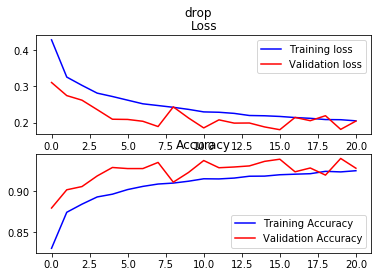 drop
Loss
0.4
0.3
0.2
Training loss
Validation loss
0.0 2.5 5.0 7.5 10.0 12.5 15.0 17.5 20.0
Accuracy
0.90
0.85
Training Accuracy
Validation Accuracy
0.0 2.5 5.0 7.5 10.0 12.5 15.0 17.5 20.0